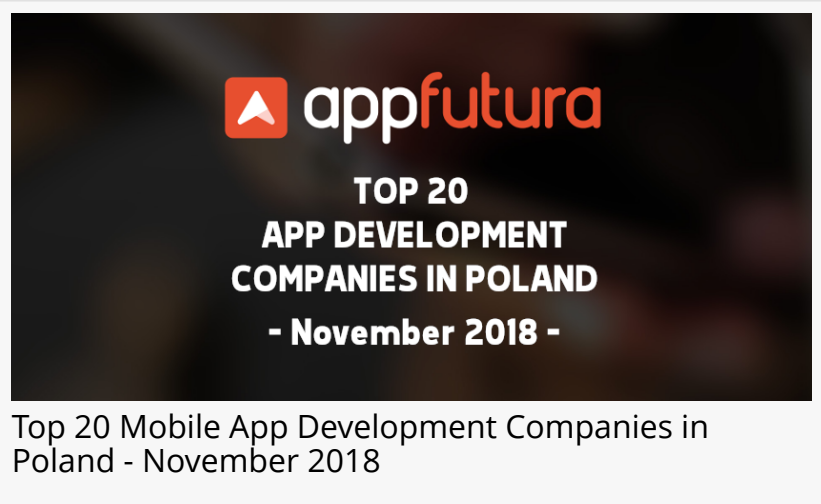 appfutura
TOP 20
APP DEVELOPMENT
COMPANIES IN POLAND
- November 2018 -
Top 20 Mobile App Development Companies in
Poland - November 2018